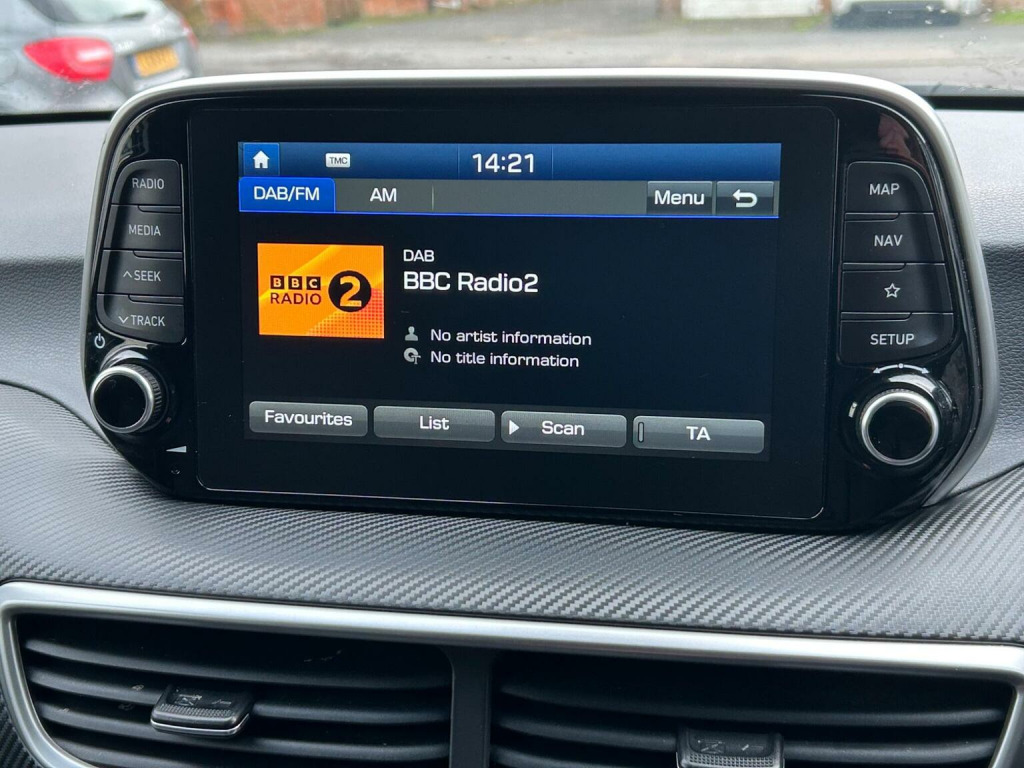 TMC
14:21
DAB/FM AM Menu
RADIO
MEDIA
SEEK
TRACK
BBC
RADIO 2
DAB
BBC Radio2
No artist information
No title information
Favourites List Scan TA
MAP
NAV
SETUP